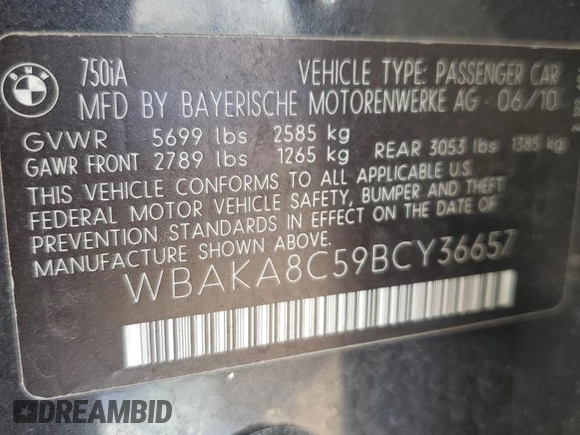 BMW
750iA VEHICLE TYPE: PASSENGER CAR
MFD BY BAYERISCHE MOTORENWERKE AG 06/10
GVWR 5699 lbs 2585 kg
GAWR FRONT 2789 lbs 1265 kg REAR 3053 lbs 1385 kg
THIS VEHICLE CONFORMS TO ALL APPLICABLE U.S.
FEDERAL MOTOR VEHICLE SAFETY, BUMPER AND THEFT
PREVENTION STANDARDS IN EFFECT ON THE DATE OF
MANUFACTURE SHOWN ABOVE.
WBAKA8C59BCY36657
DREAMBID